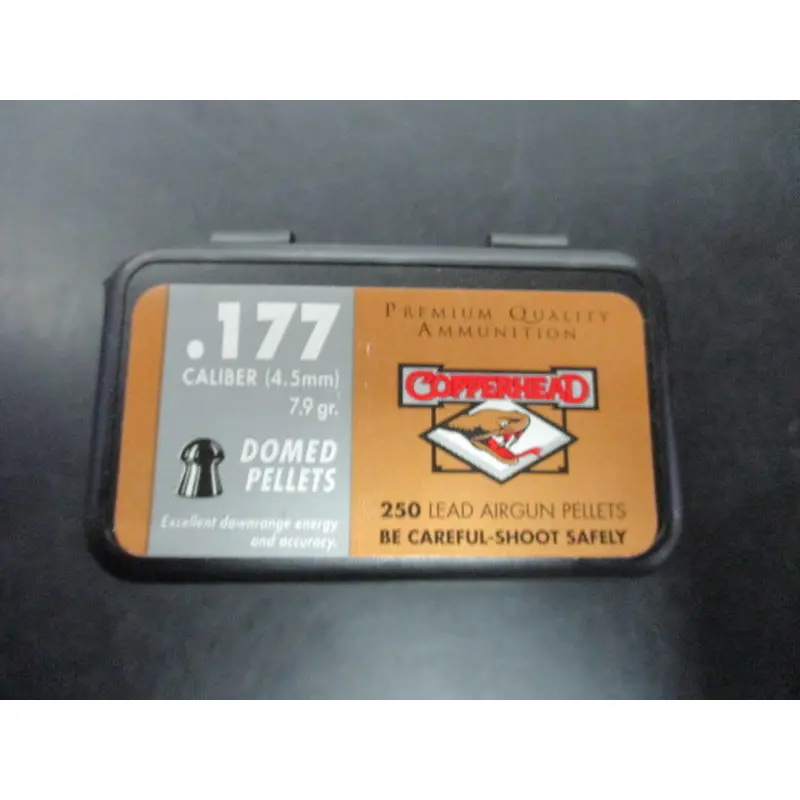 .177
CALIBER (4.5mm)
7.9 gr.
DOMED
PELLETS
Excellent downrange energy
and accuracy.
PREMIUM QUALITY
AMMUNITION
COPPERHEAD
250 LEAD AIRGUN PELLETS
BE CAREFUL-SHOOT SAFELY